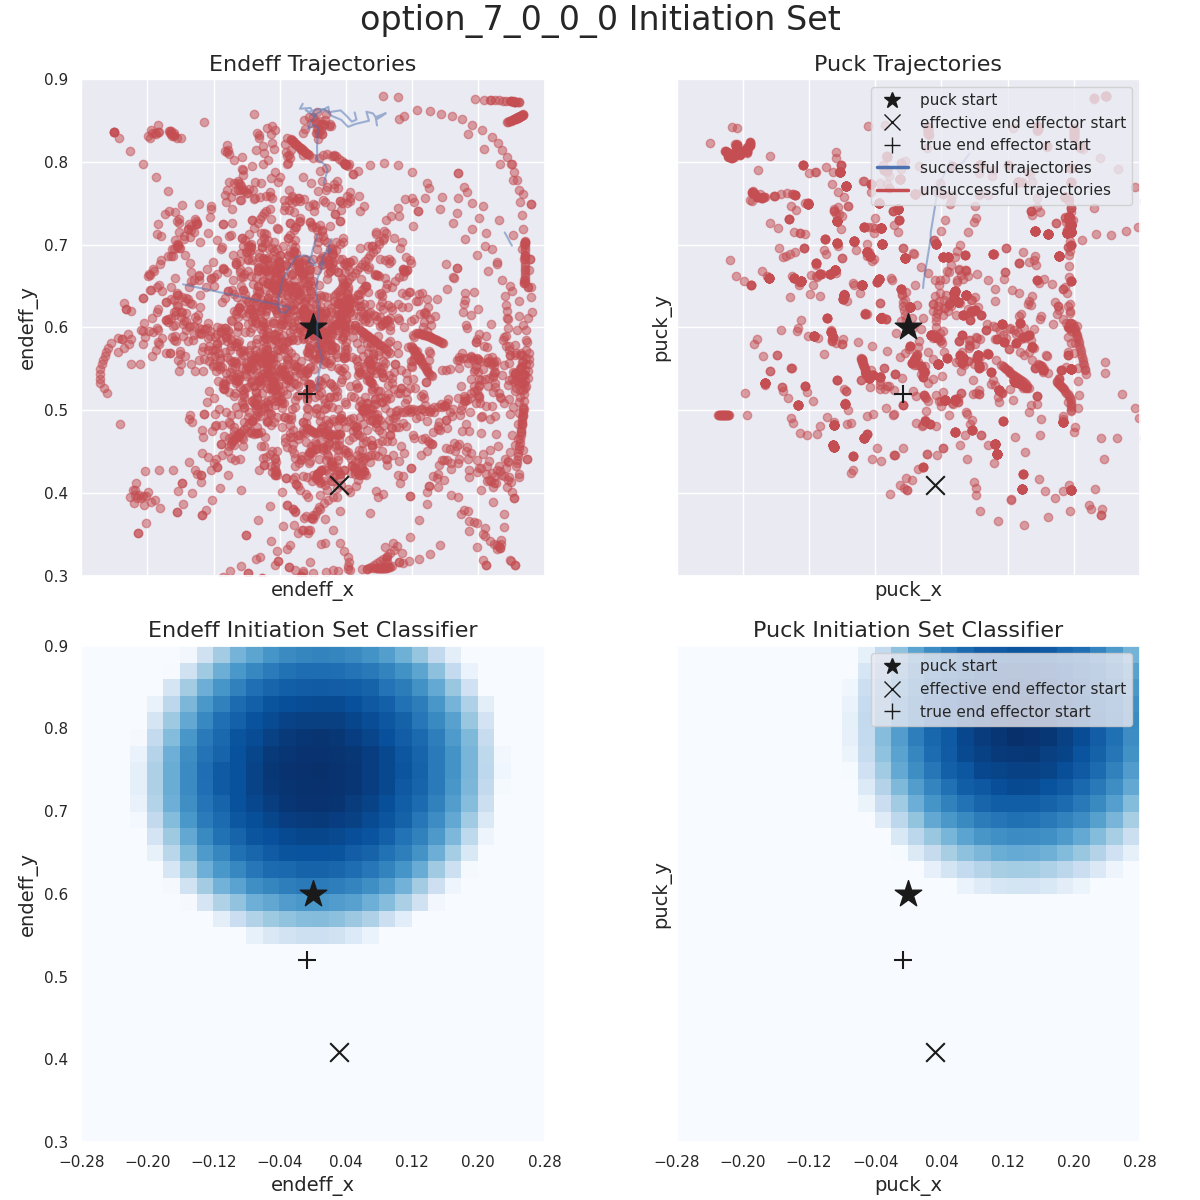 option_7_0_0_0 Initiation Set
Endeff Trajectories
0.9
0.8
0.7
0.6
0.5
0.4
0.3
endeff_y
endeff_x
Puck Trajectories
puck start
effective end effector start
true end effector start
successful trajectories
unsuccessful trajectories
puck_y
puck_x
Endeff Initiation Set Classifier
0.9
0.8
0.7
0.6
0.5
0.4
0.3
endeff_y
−0.28 −0.20 −0.12 −0.04 0.04 0.12 0.20 0.28
endeff_x
Puck Initiation Set Classifier
puck start
effective end effector start
true end effector start
puck_y
−0.28 −0.20 −0.12 −0.04 0.04 0.12 0.20 0.28
puck_x